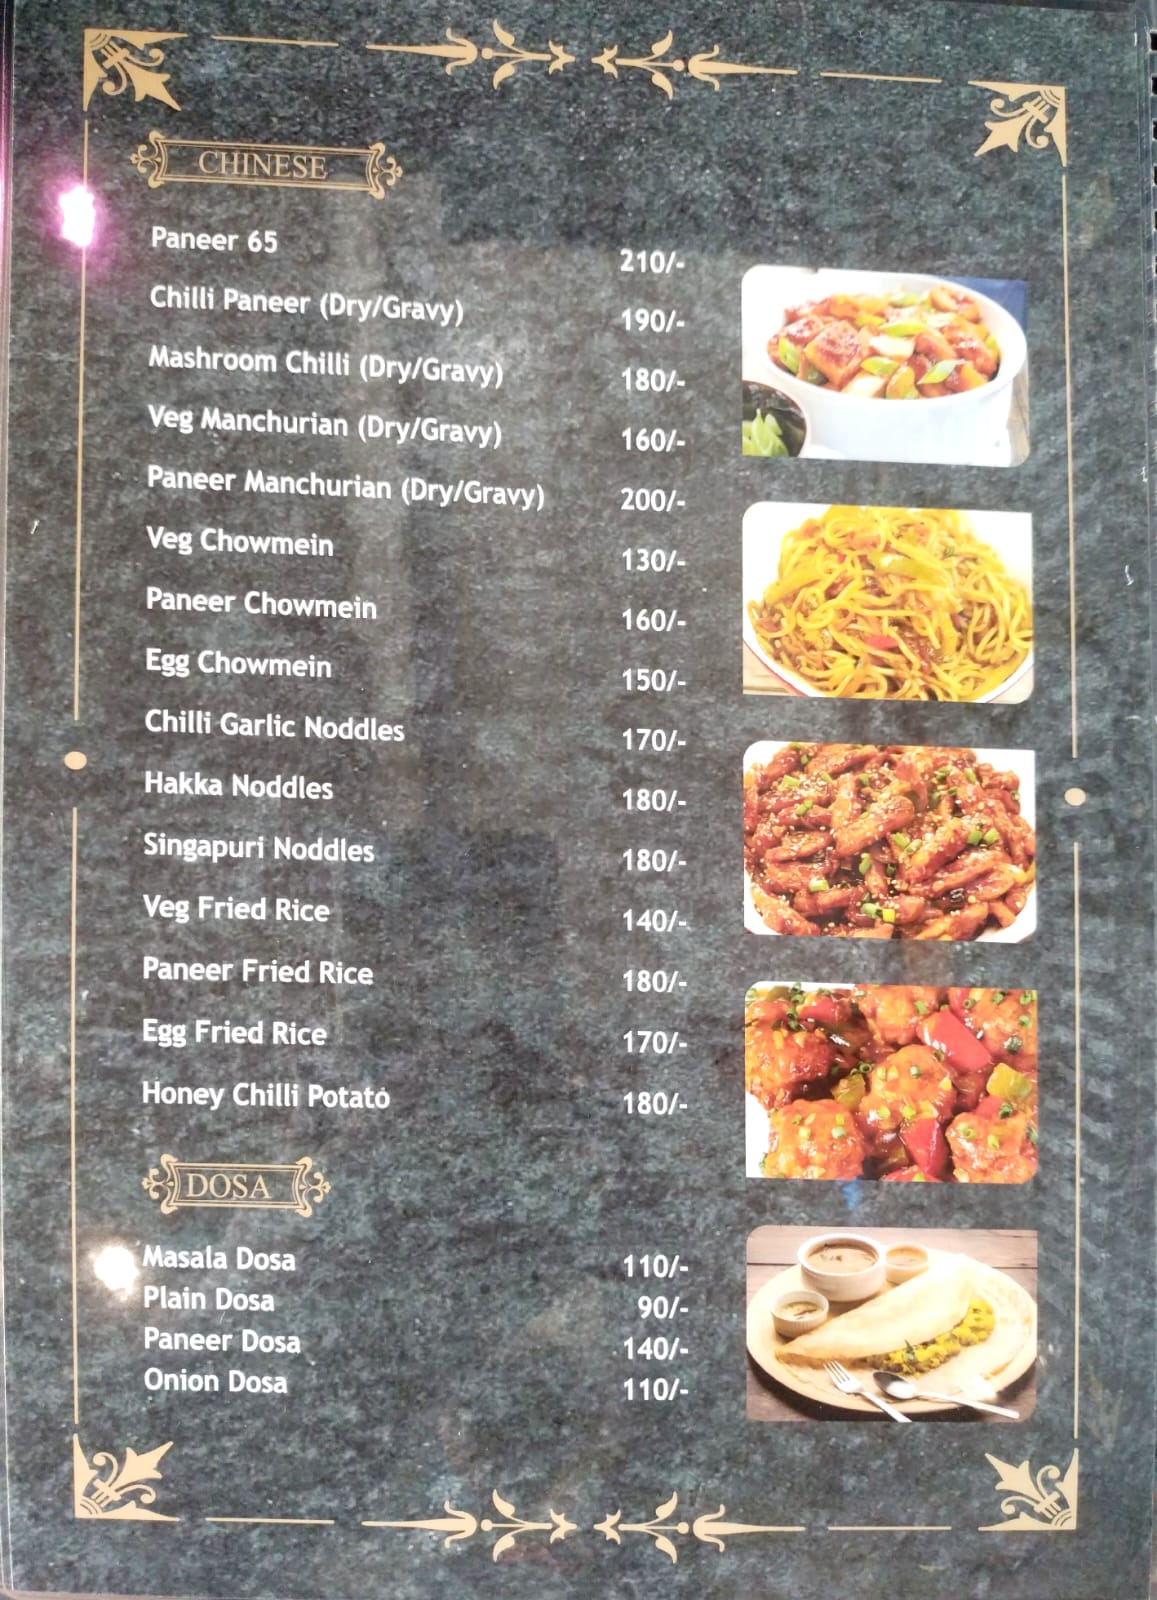 CHINESE
Paneer 65 210/-
Chilli Paneer (Dry/Gravy) 190/-
Mashroom Chilli (Dry/Gravy) 180/-
Veg Manchurian (Dry/Gravy) 160/-
Paneer Manchurian (Dry/Gravy) 200/-
Veg Chowmein 130/-
Paneer Chowmein 160/-
Egg Chowmein 150/-
Chilli Garlic Noddles 170/-
Hakka Noddles 180/-
Singapuri Noddles 180/-
Veg Fried Rice 140/-
Paneer Fried Rice 180/-
Egg Fried Rice 170/-
Honey Chilli Potato 180/-
DOSA
Masala Dosa 110/-
Plain Dosa 90/-
Paneer Dosa 140/-
Onion Dosa 110/-